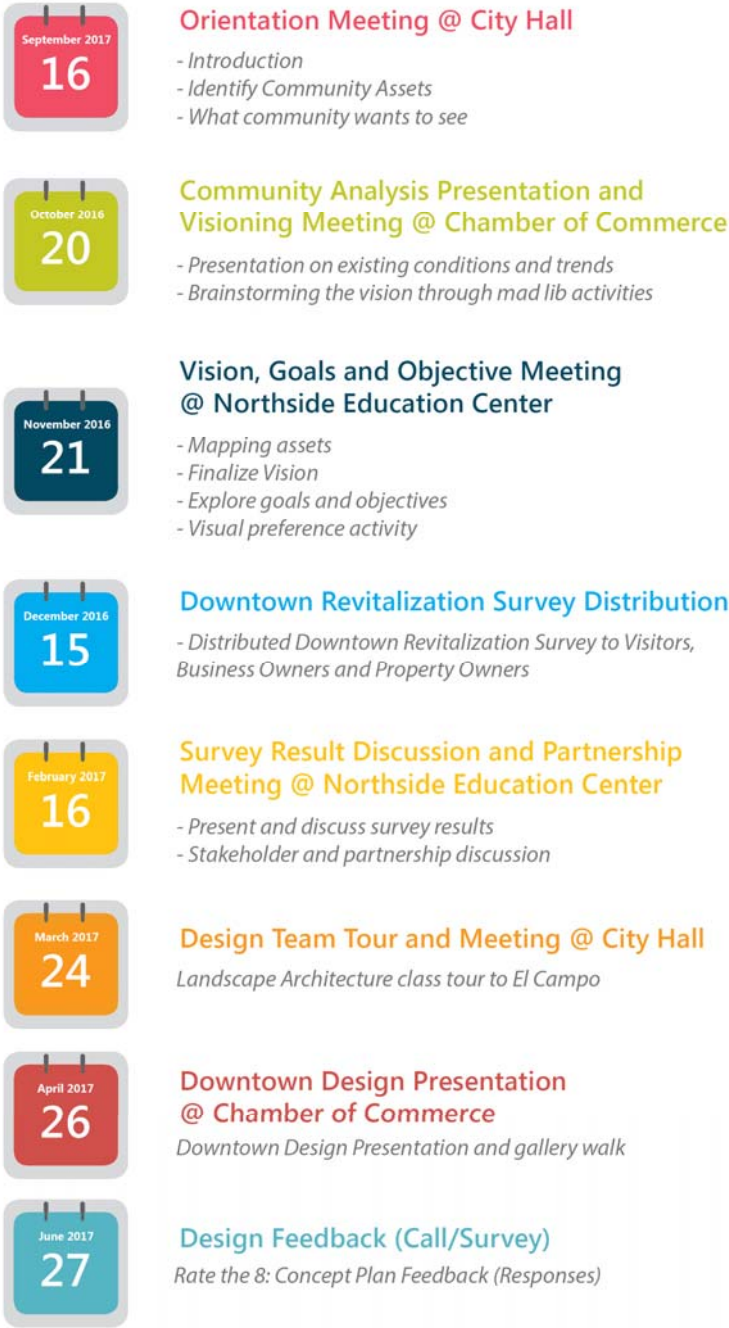 September 2017
16
Orientation Meeting @ City Hall
- Introduction
- Identify Community Assets
- What community wants to see
October 2016
20
Community Analysis Presentation and
Visioning Meeting @ Chamber of Commerce
- Presentation on existing conditions and trends
- Brainstorming the vision through mad lib activities
November 2016
21
Vision, Goals and Objective Meeting
@ Northside Education Center
- Mapping assets
- Finalize Vision
- Explore goals and objectives
- Visual preference activity
December 2016
15
Downtown Revitalization Survey Distribution
- Distributed Downtown Revitalization Survey to Visitors,
Business Owners and Property Owners
February 2017
16
Survey Result Discussion and Partnership
Meeting @ Northside Education Center
- Present and discuss survey results
- Stakeholder and partnership discussion
March 2017
24
Design Team Tour and Meeting @ City Hall
Landscape Architecture class tour to El Campo
April 2017
26
Downtown Design Presentation
@ Chamber of Commerce
Downtown Design Presentation and gallery walk
June 2017
27
Design Feedback (Call/Survey)
Rate the 8: Concept Plan Feedback (Responses)